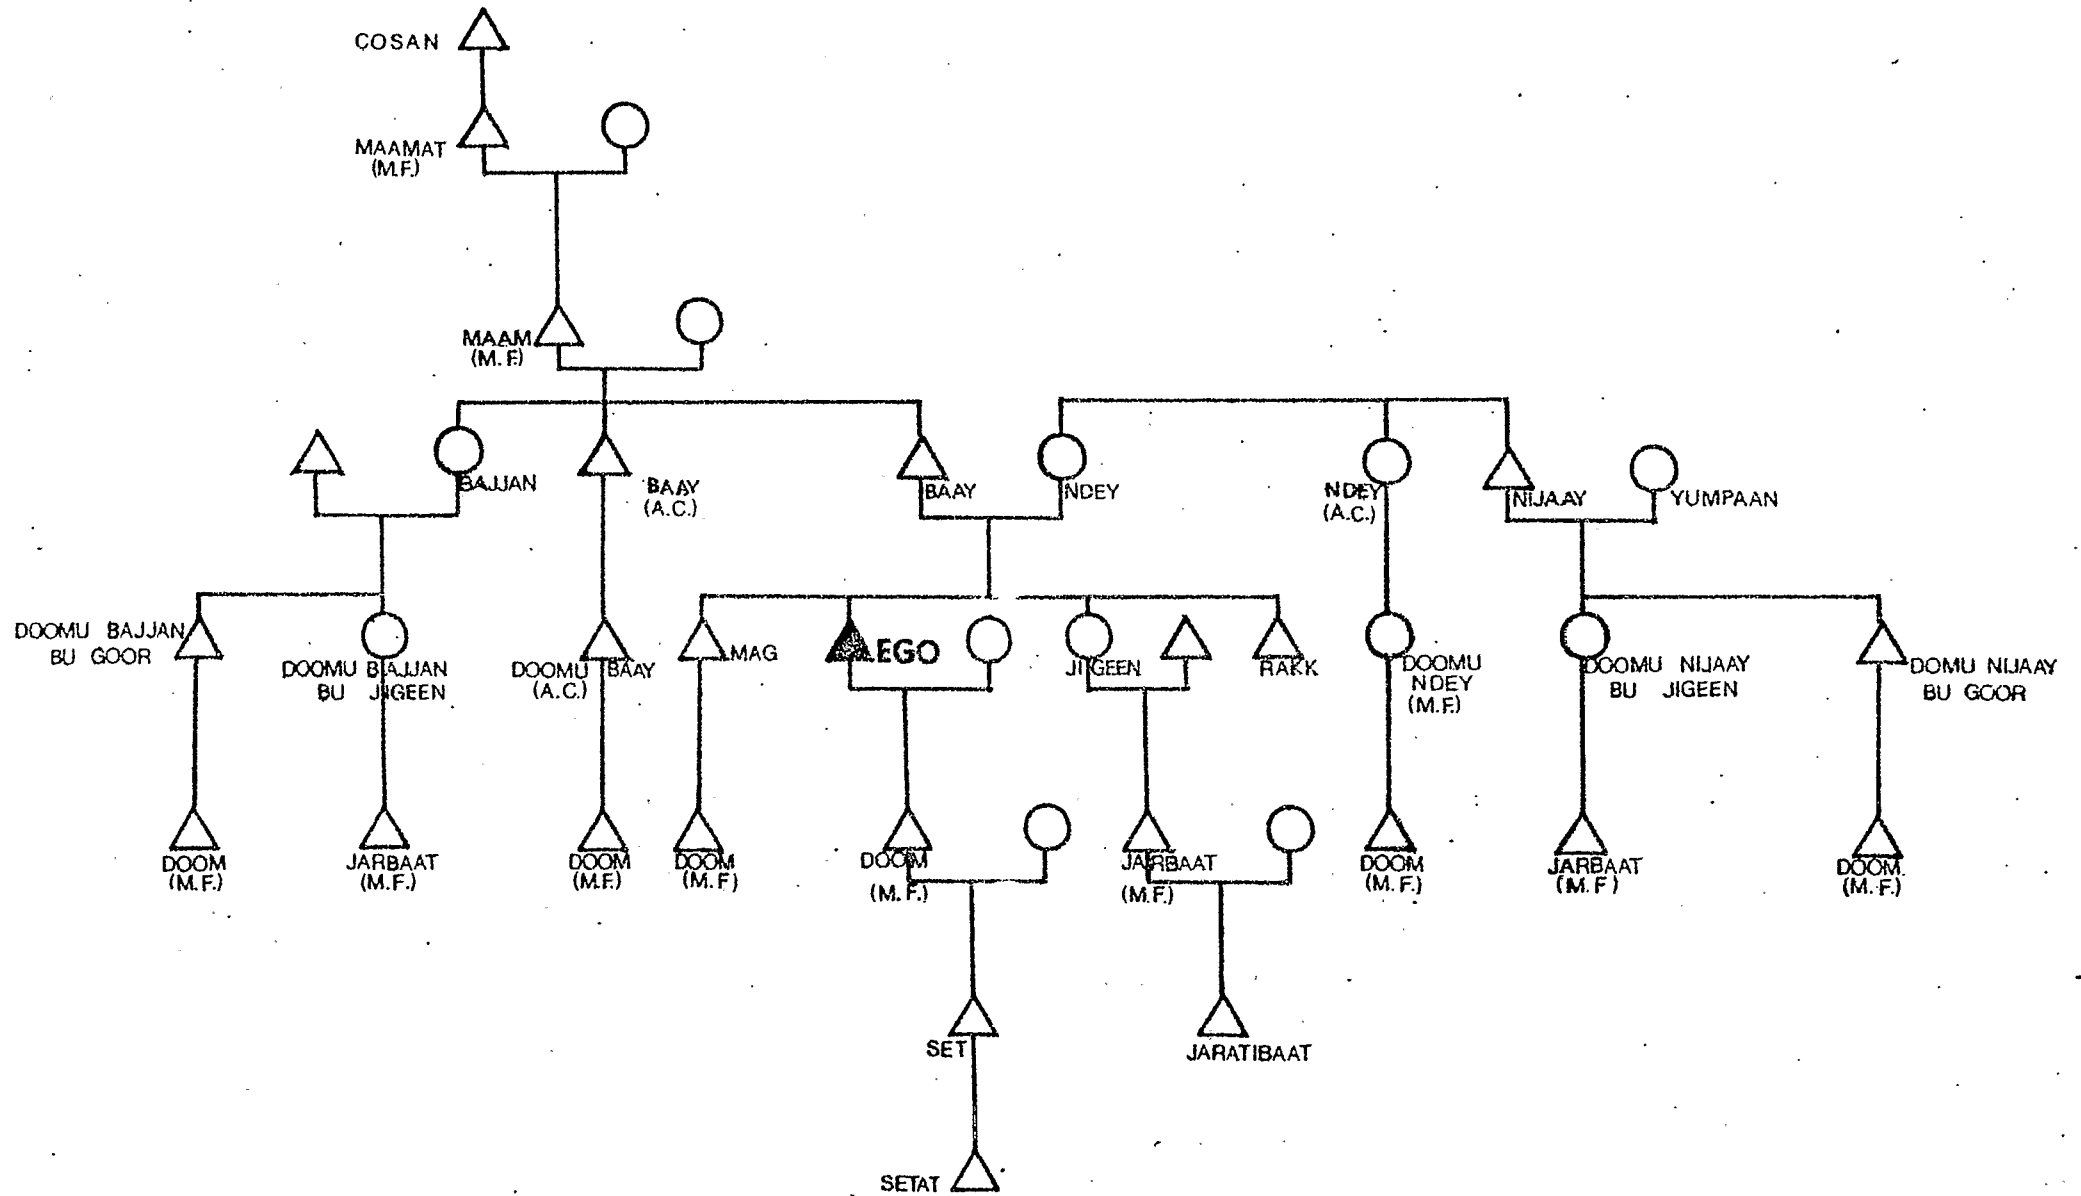 COSAN
MAAMAT
(M.F.)
MAAM
(M.F.)
BAJJAN
BAAY
(A.C.)
BAAY
NDEY
NDEY
(A.C.)
NIJAAY
YUMPAAN
DOOMU BAJJAN
BU GOOR
DOOMU BAJJAN
BU JIGEEN
DOOMU BAAY
(A.C.)
MAG
EGO
JIGEEN
RAKK
DOOMU
NDEY
(M.F.)
DOOMU NIJAAY
BU JIGEEN
DOMU NIJAAY
BU GOOR
DOOM
(M.F.)
JARBAAT
(M.F.)
DOOM
(M.F.)
DOOM
(M.F)
DOOM
(M.F.)
JARBAAT
(M.F.)
DOOM
(M.F.)
JARBAAT
(M.F)
DOOM.
(M.F.)
SET
JARATIBAAT
SETAT